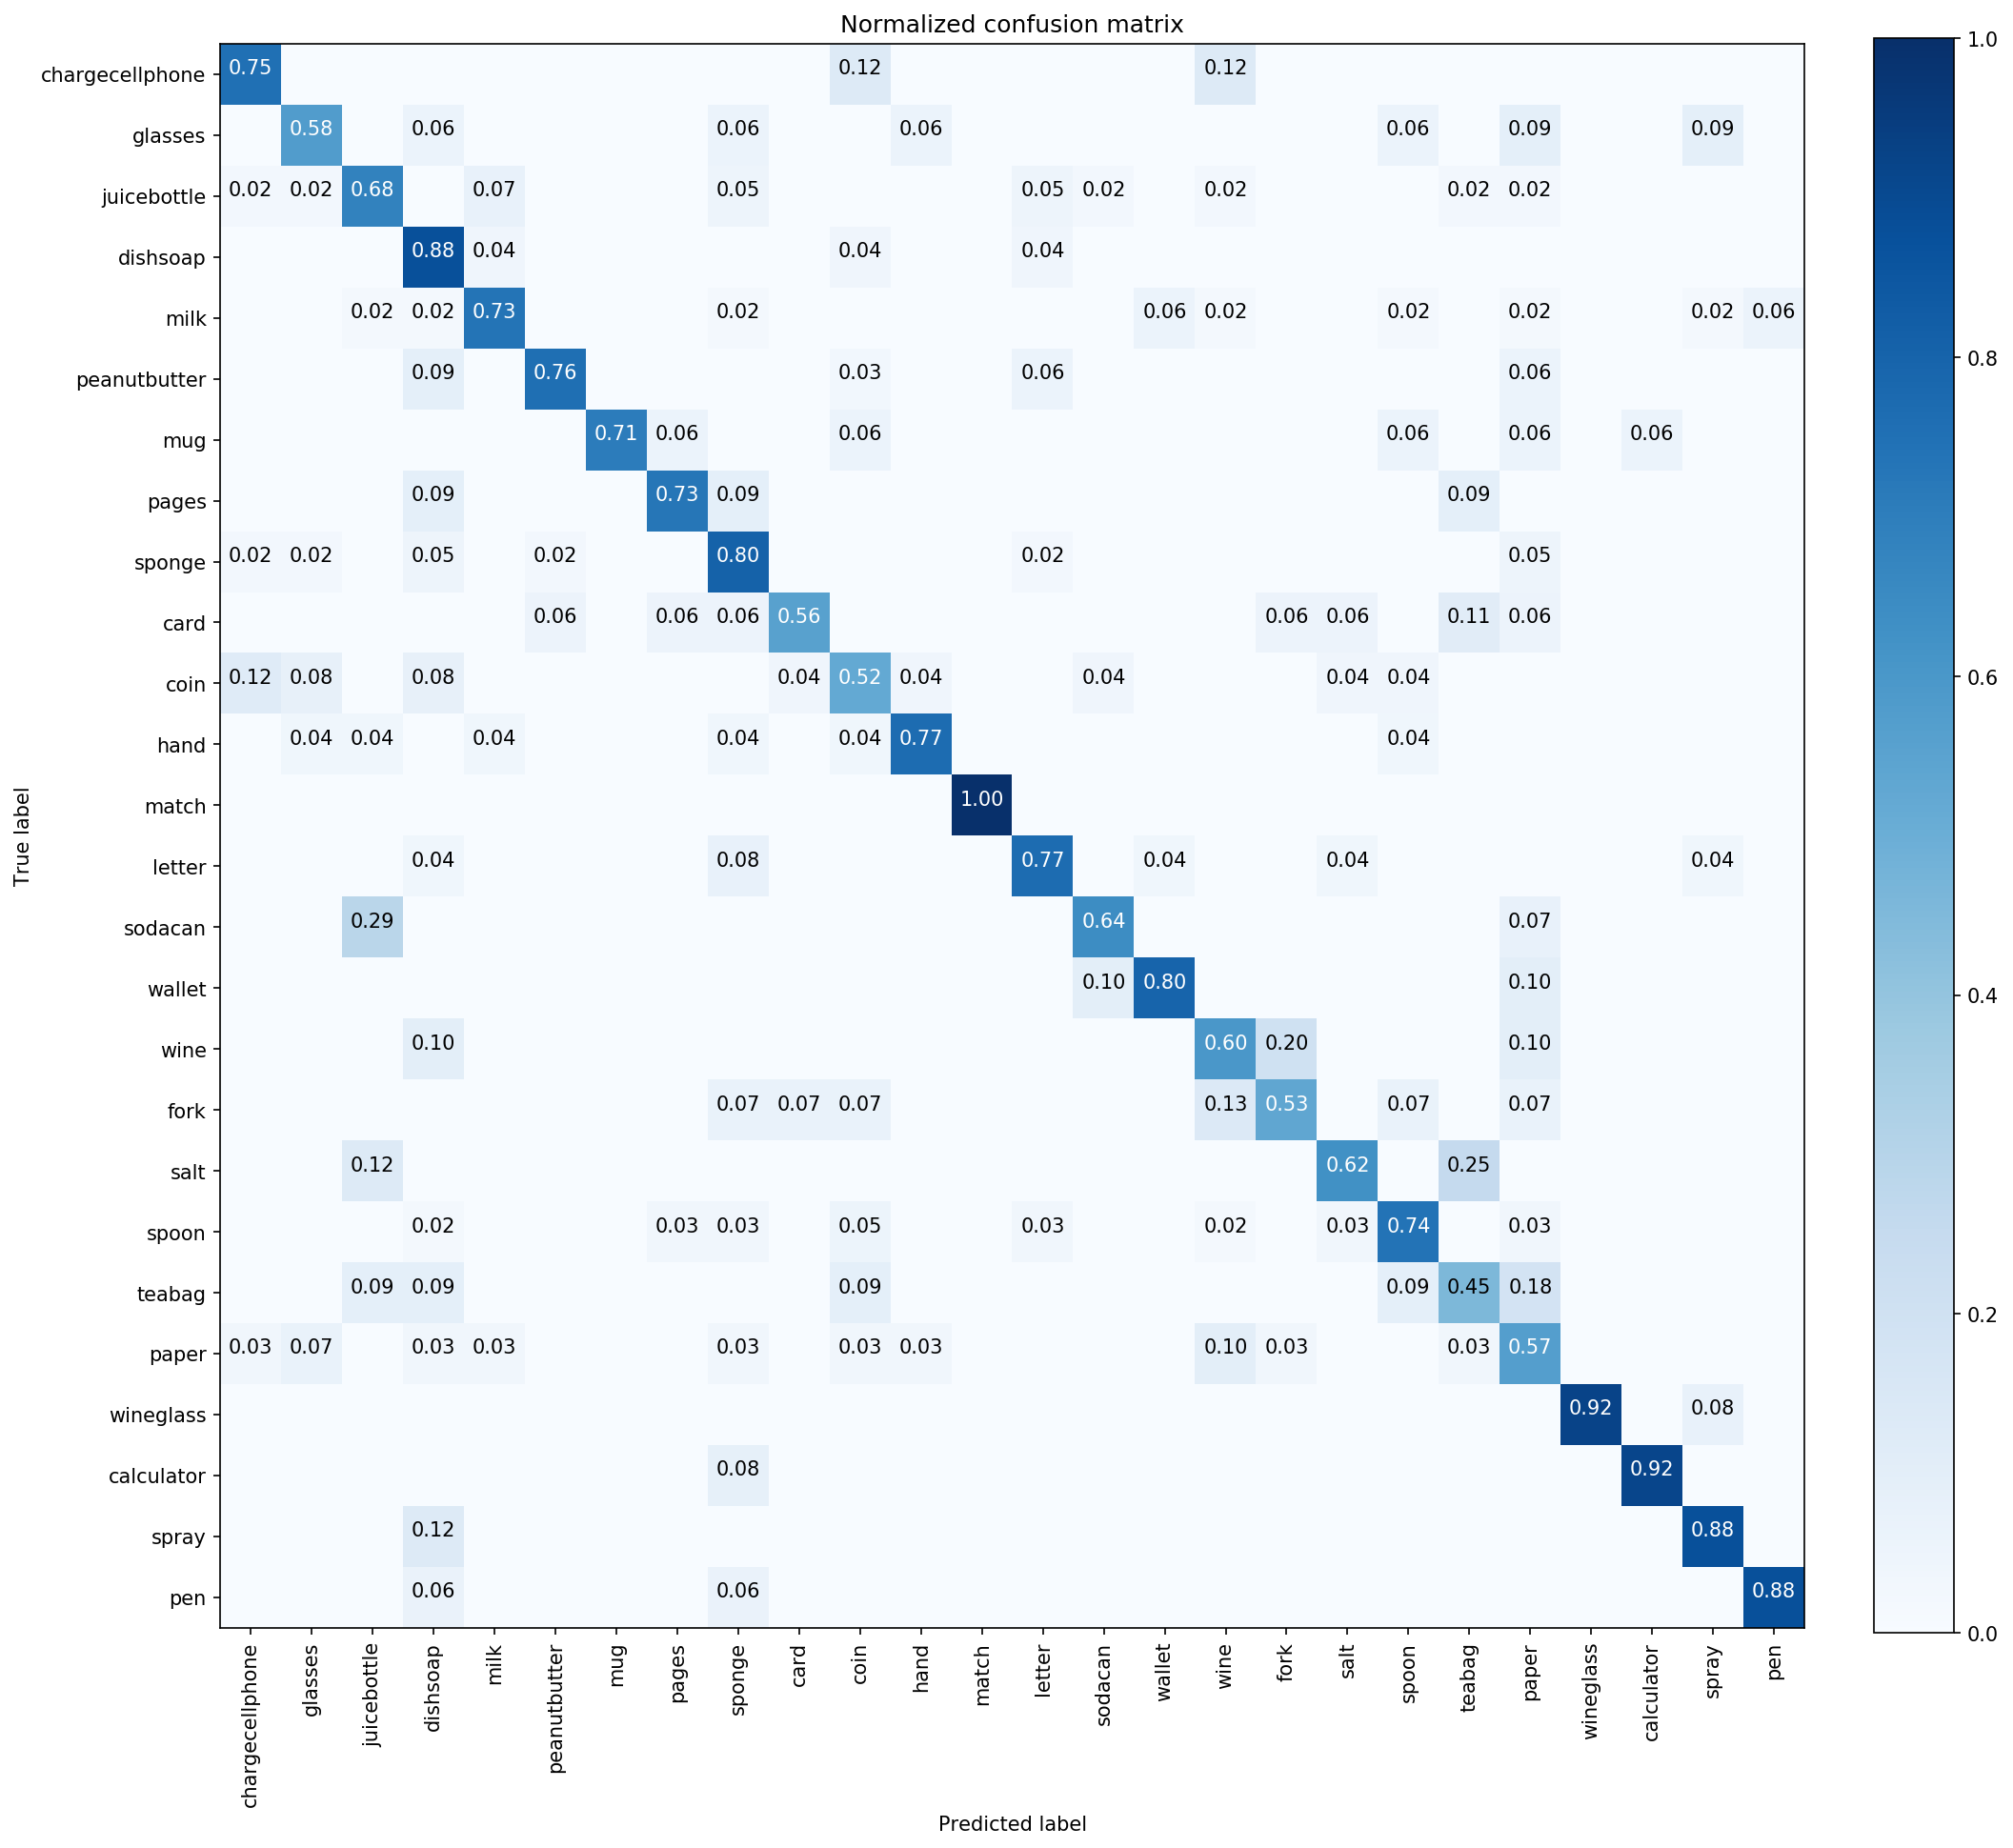 Normalized confusion matrix
chargecellphone 0.75 0.12 0.12
glasses 0.58 0.06 0.06 0.06 0.06 0.09 0.09
juicebottle 0.02 0.02 0.68 0.07 0.05 0.05 0.02 0.02 0.02 0.02
dishsoap 0.88 0.04 0.04 0.04
milk 0.02 0.02 0.73 0.02 0.06 0.02 0.02 0.02 0.02 0.06
peanutbutter 0.09 0.76 0.03 0.06 0.06
mug 0.71 0.06 0.06 0.06 0.06 0.06
pages 0.09 0.73 0.09 0.09
sponge 0.02 0.02 0.05 0.02 0.80 0.02 0.05
card 0.06 0.06 0.06 0.56 0.06 0.06 0.11 0.06
coin 0.12 0.08 0.08 0.04 0.52 0.04 0.04 0.04 0.04
hand 0.04 0.04 0.04 0.04 0.04 0.77 0.04
match 1.00
letter 0.04 0.08 0.77 0.04 0.04 0.04
sodacan 0.29 0.64 0.07
wallet 0.10 0.80 0.10
wine 0.10 0.60 0.20 0.10
fork 0.07 0.07 0.07 0.13 0.53 0.07 0.07
salt 0.12 0.62 0.25
spoon 0.02 0.03 0.03 0.05 0.03 0.02 0.03 0.74 0.03
teabag 0.09 0.09 0.09 0.09 0.45 0.18
paper 0.03 0.07 0.03 0.03 0.03 0.03 0.03 0.10 0.03 0.03 0.57
wineglass 0.92 0.08
calculator 0.08 0.92
spray 0.12 0.88
pen 0.06 0.06 0.88
True label
chargecellphone
glasses
juicebottle
dishsoap
milk
peanutbutter
mug
pages
sponge
card
coin
hand
match
letter
sodacan
wallet
wine
fork
salt
spoon
teabag
paper
wineglass
calculator
spray
pen
Predicted label
1.0
0.8
0.6
0.4
0.2
0.0